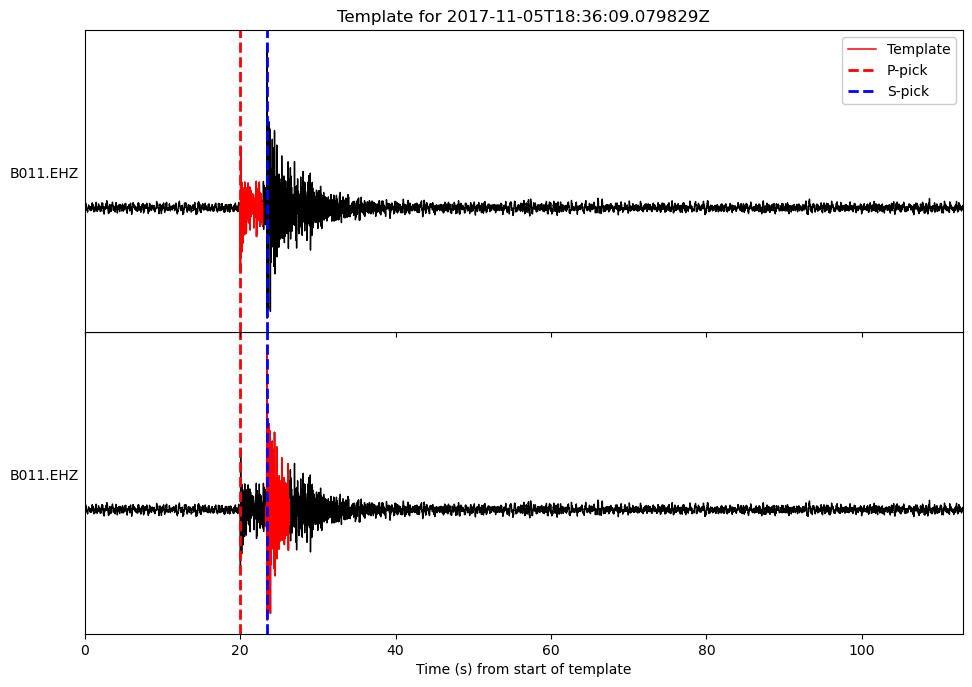 Template for 2017-11-05T18:36:09.079829Z
Template
P-pick
S-pick
B011.EHZ
B011.EHZ
0 20 40 60 80 100
Time (s) from start of template